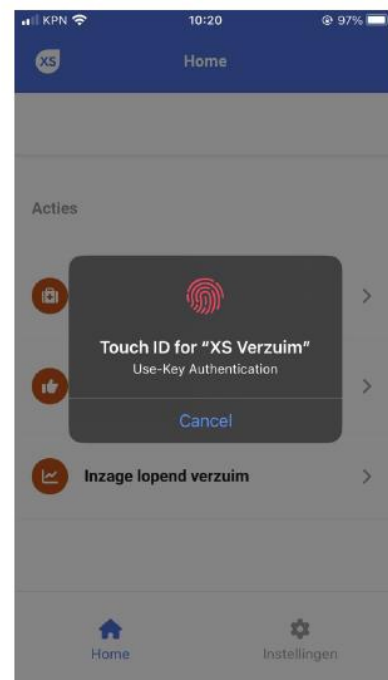 KPN 10:20 97%
XS Home
Acties
Touch ID for “XS Verzuim”
Use-Key Authentication
Cancel
Inzage lopend verzuim
Home Instellingen